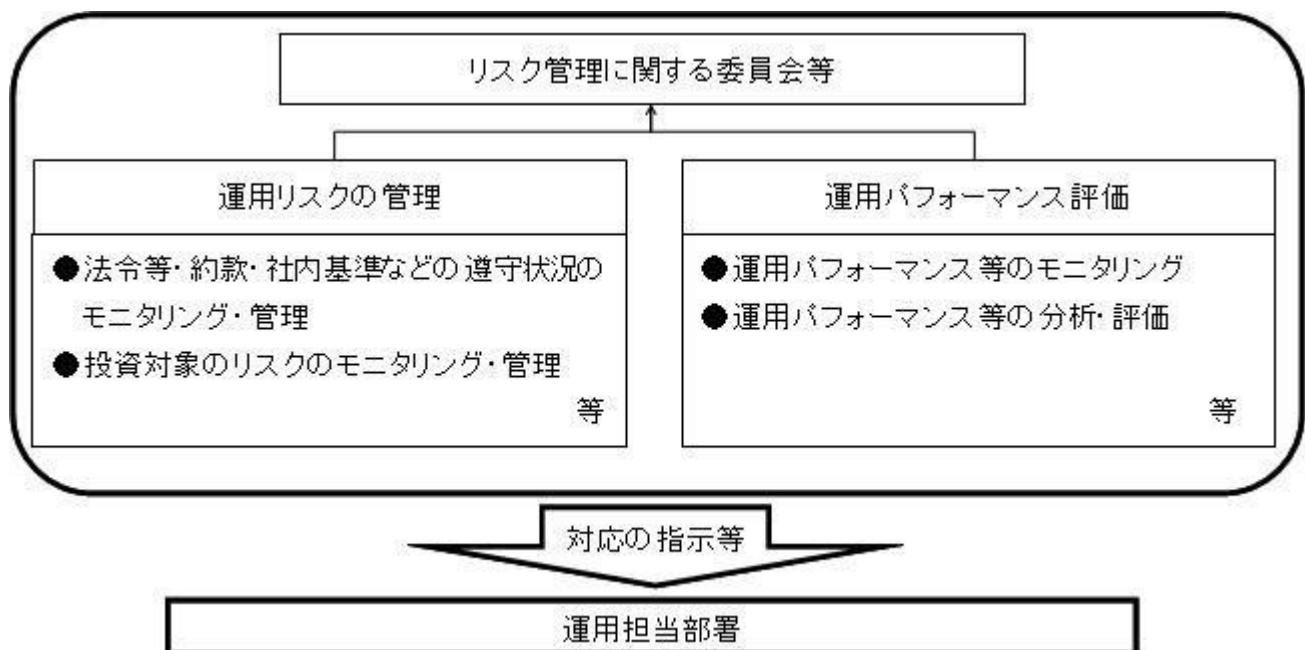 リスク管理に関する委員会等
運用リスクの管理
●法令等・約款・社内基準などの遵守状況の
モニタリング・管理
●投資対象のリスクのモニタリング・管理
等
運用パフォーマンス評価
●運用パフォーマンス等のモニタリング
●運用パフォーマンス等の分析・評価
等
対応の指示等
運用担当部署